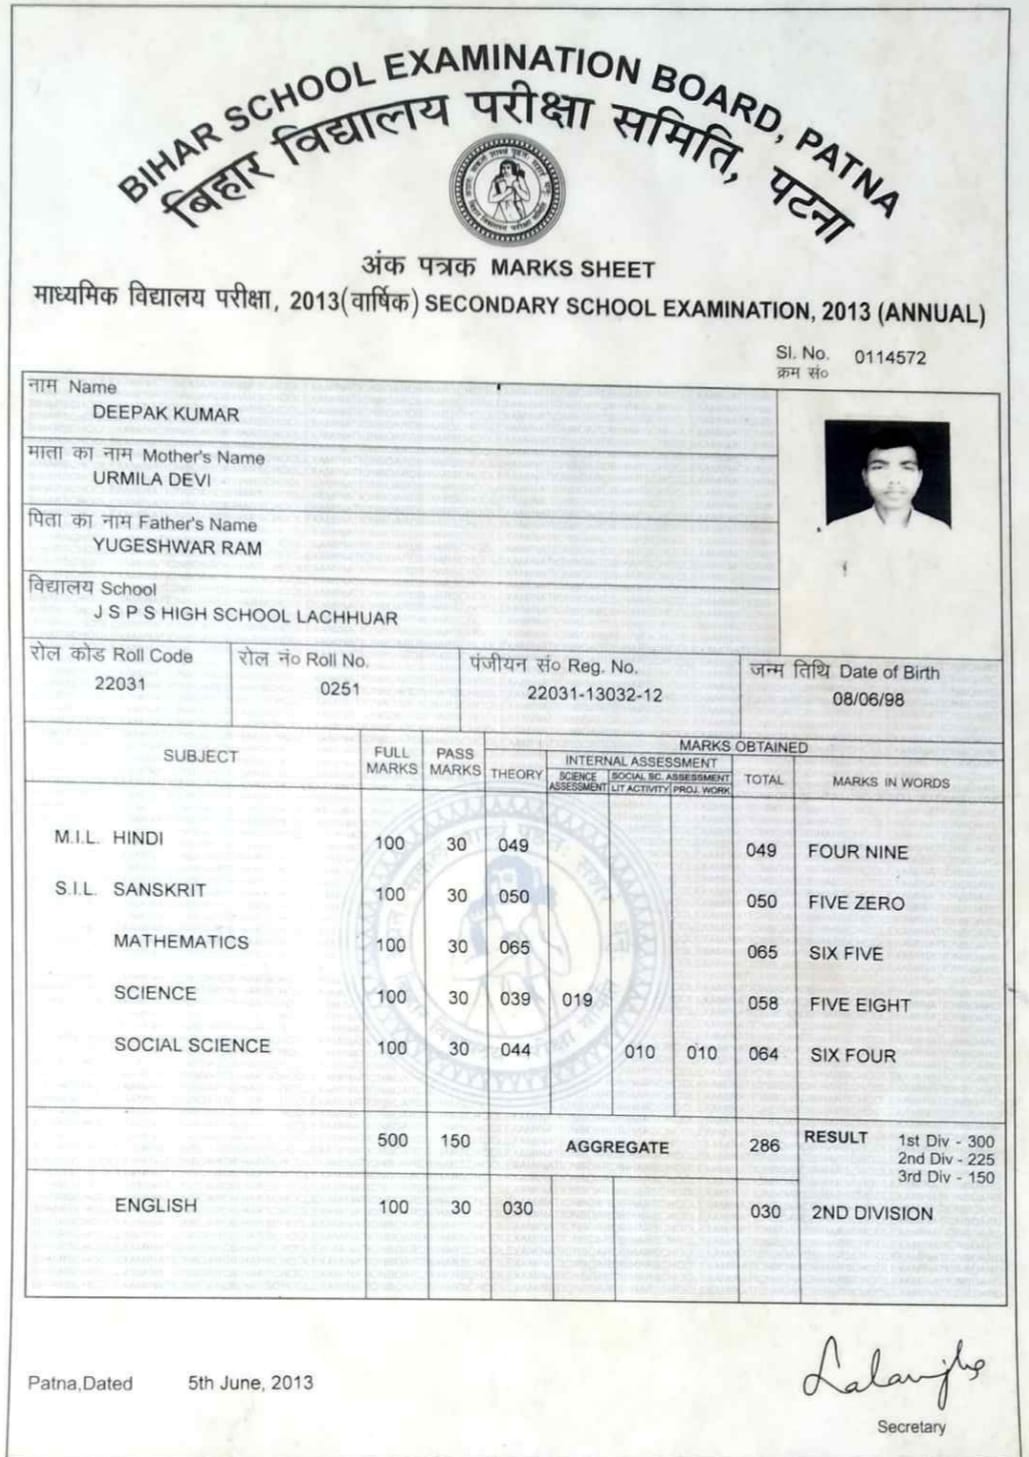 BIHAR SCHOOL EXAMINATION BOARD, PATNA
बिहार विद्यालय परीक्षा समिति, पटना
अंक पत्रक MARKS SHEET
माध्यमिक विद्यालय परीक्षा, 2013(वार्षिक) SECONDARY SCHOOL EXAMINATION, 2013 (ANNUAL)
Sl. No. 0114572
क्रम सं०
नाम Name
DEEPAK KUMAR
माता का नाम Mother's Name
URMILA DEVI
पिता का नाम Father's Name
YUGESHWAR RAM
विद्यालय School
J S P S HIGH SCHOOL LACHHUAR
रोल कोड Roll Code रोल नं० Roll No. पंजीयन सं० Reg. No. जन्म तिथि Date of Birth
22031 0251 22031-13032-12 08/06/98
SUBJECT FULL MARKS PASS MARKS MARKS OBTAINED
THEORY INTERNAL ASSESSMENT TOTAL MARKS IN WORDS
SCIENCE ASSESSMENT SOCIAL SC. ASSESSMENT
LIT ACTIVITY PROJ. WORK
M.I.L. HINDI 100 30 049 049 FOUR NINE
S.I.L. SANSKRIT 100 30 050 050 FIVE ZERO
MATHEMATICS 100 30 065 065 SIX FIVE
SCIENCE 100 30 039 019 058 FIVE EIGHT
SOCIAL SCIENCE 100 30 044 010 010 064 SIX FOUR
500 150 AGGREGATE 286 RESULT 1st Div - 300
2nd Div - 225
3rd Div - 150
ENGLISH 100 30 030 030 2ND DIVISION
Patna,Dated 5th June, 2013
Secretary